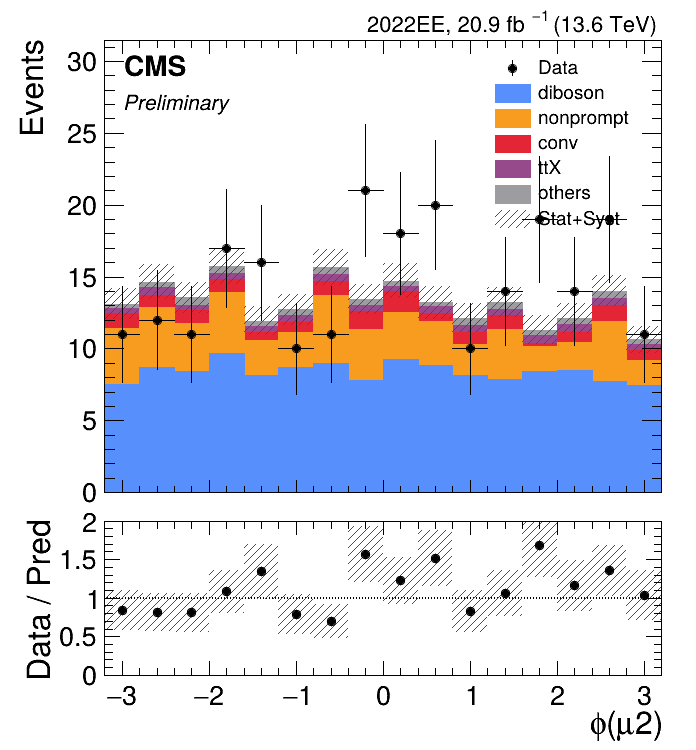 2022EE, 20.9 fb⁻¹ (13.6 TeV)
Events
CMS
Preliminary
Data
diboson
nonprompt
conv
ttX
others
Stat+Syst
30
25
20
15
10
5
0
Data / Pred
2
1.5
1
0.5
0
−3 −2 −1 0 1 2 3
ϕ(μ2)